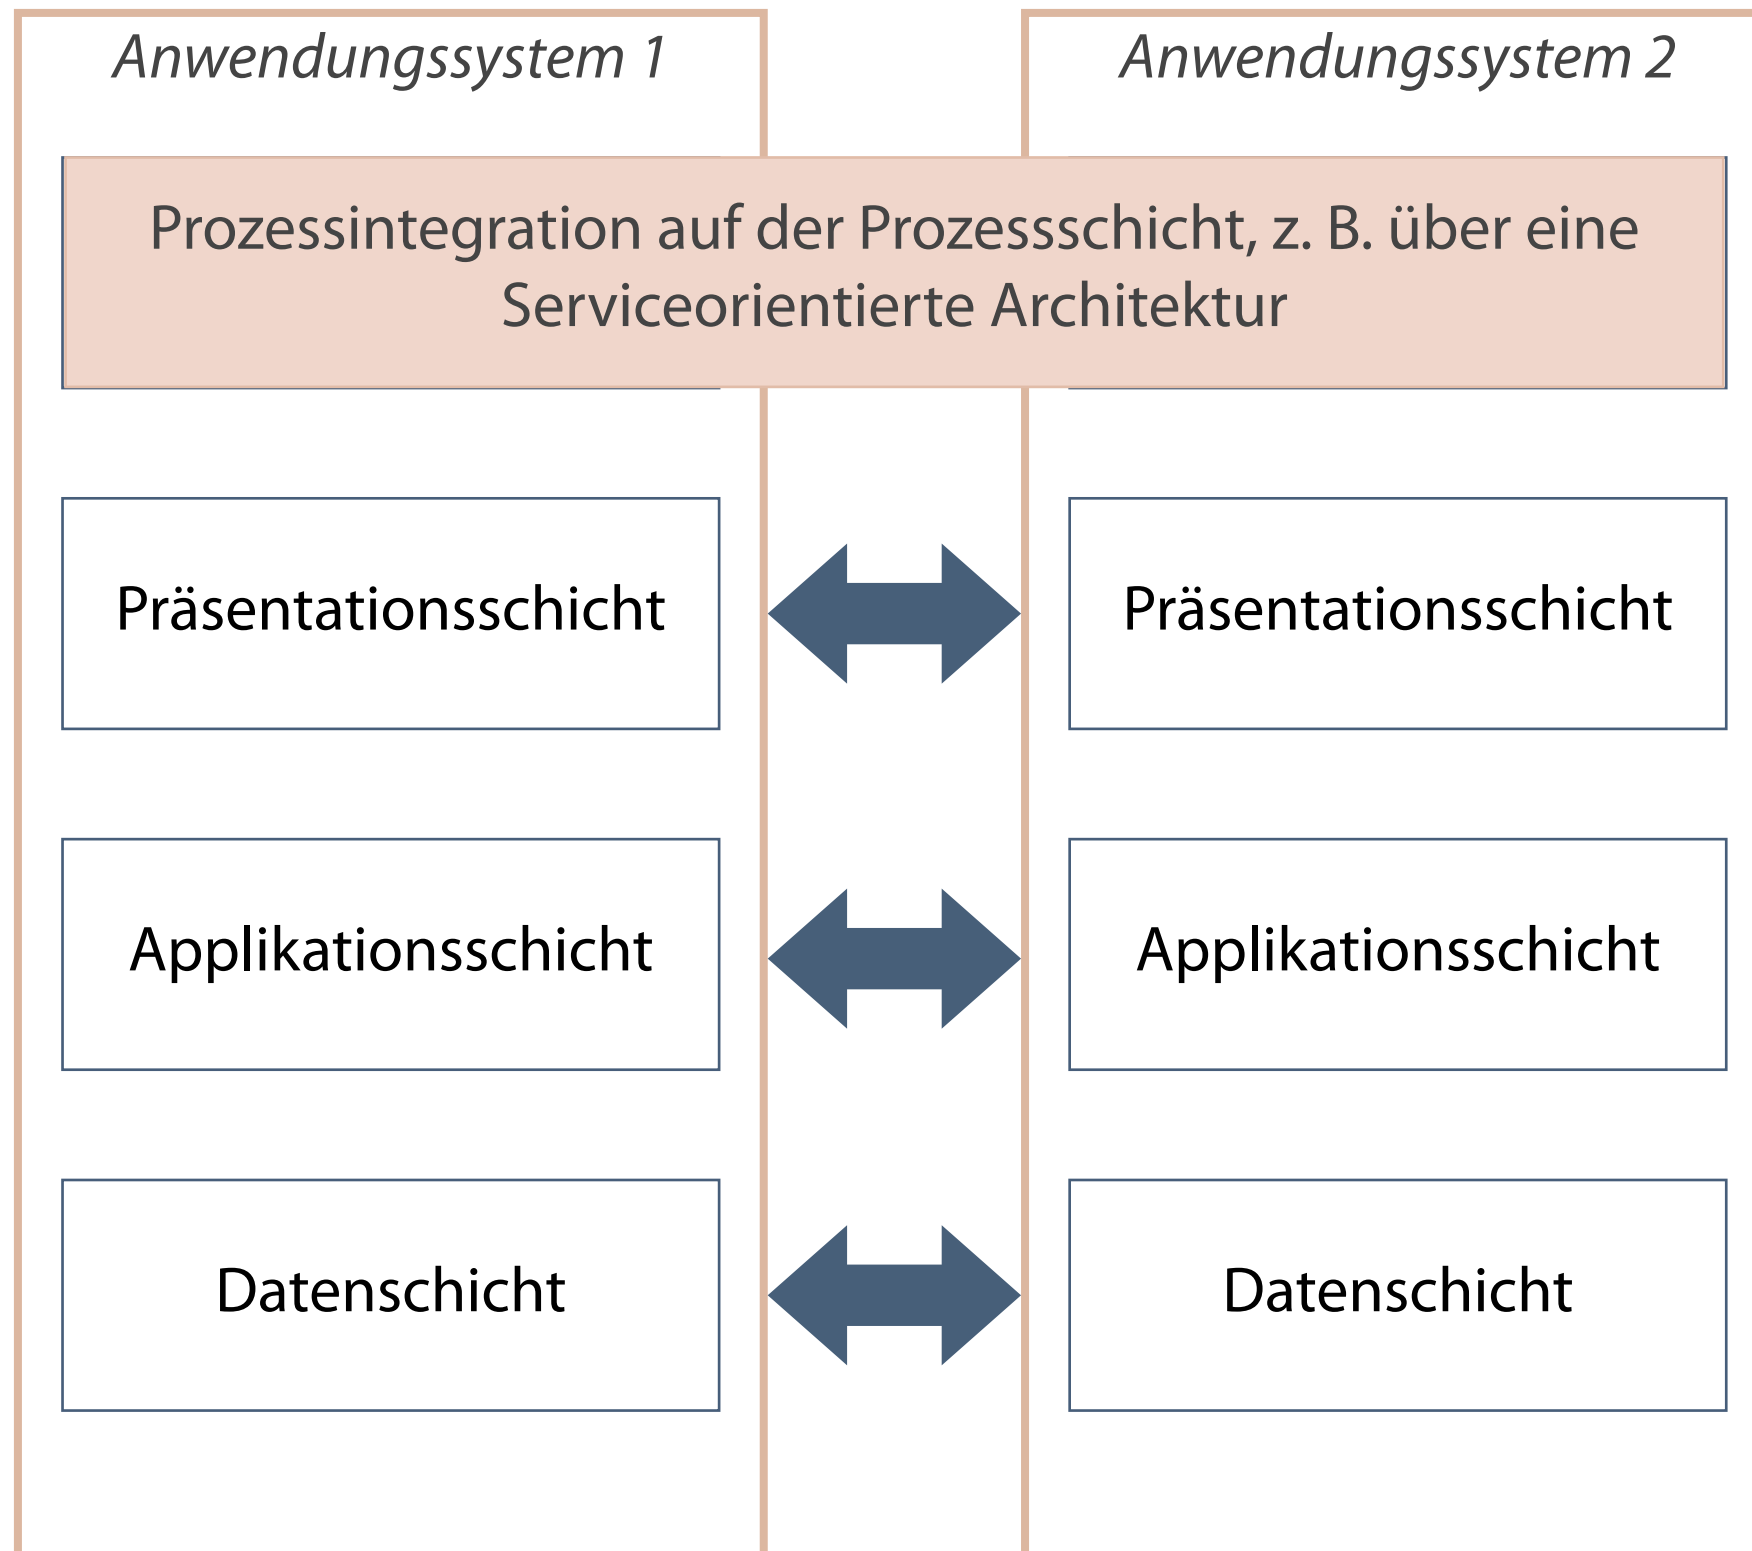 Anwendungssystem 1
Anwendungssystem 2
Prozessintegration auf der Prozessschicht, z. B. über eine
Serviceorientierte Architektur
Präsentationsschicht
Präsentationsschicht
Applikationsschicht
Applikationsschicht
Datenschicht
Datenschicht